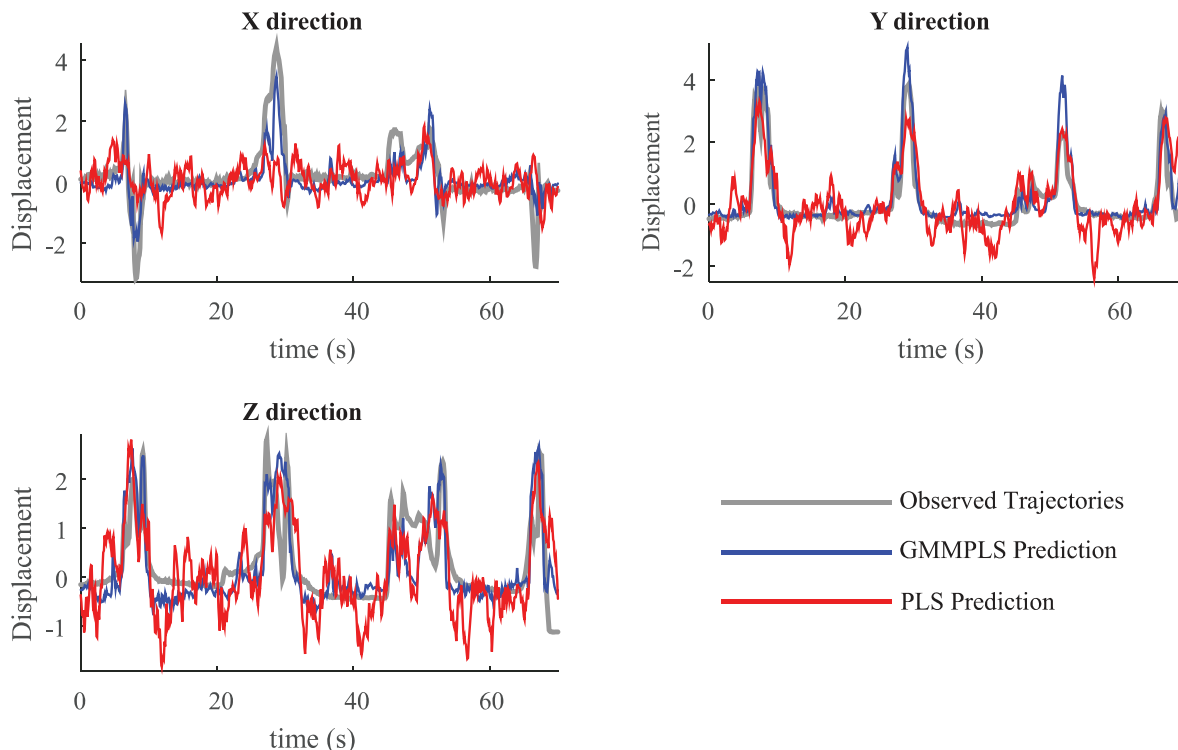 X direction
Displacement
4
2
0
-2
0
20
40
60
time (s)
Y direction
Displacement
4
2
0
-2
0
20
40
60
time (s)
Z direction
Displacement
2
1
0
-1
0
20
40
60
time (s)
Observed Trajectories
GMMPLS Prediction
PLS Prediction